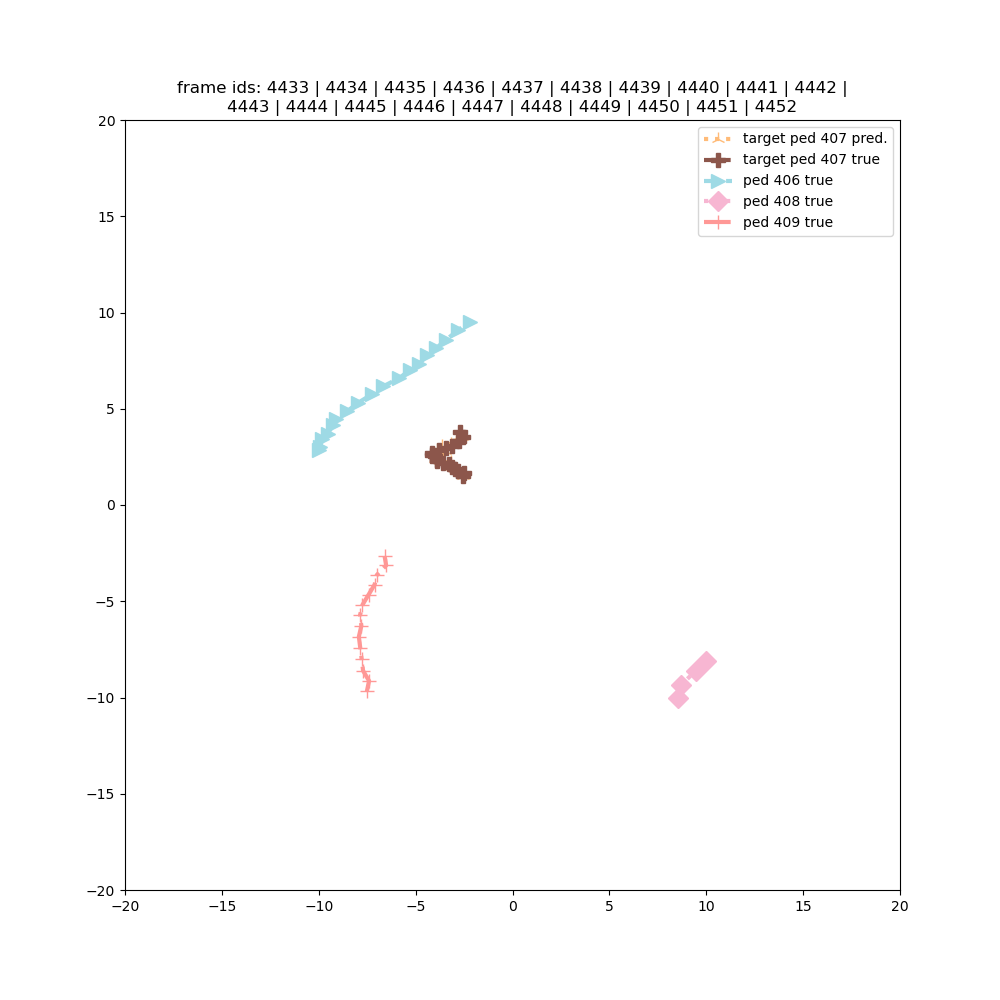 frame ids: 4433 | 4434 | 4435 | 4436 | 4437 | 4438 | 4439 | 4440 | 4441 | 4442 |
4443 | 4444 | 4445 | 4446 | 4447 | 4448 | 4449 | 4450 | 4451 | 4452
target ped 407 pred.
target ped 407 true
ped 406 true
ped 408 true
ped 409 true
20
15
10
5
0
−5
−10
−15
−20
−20 −15 −10 −5 0 5 10 15 20